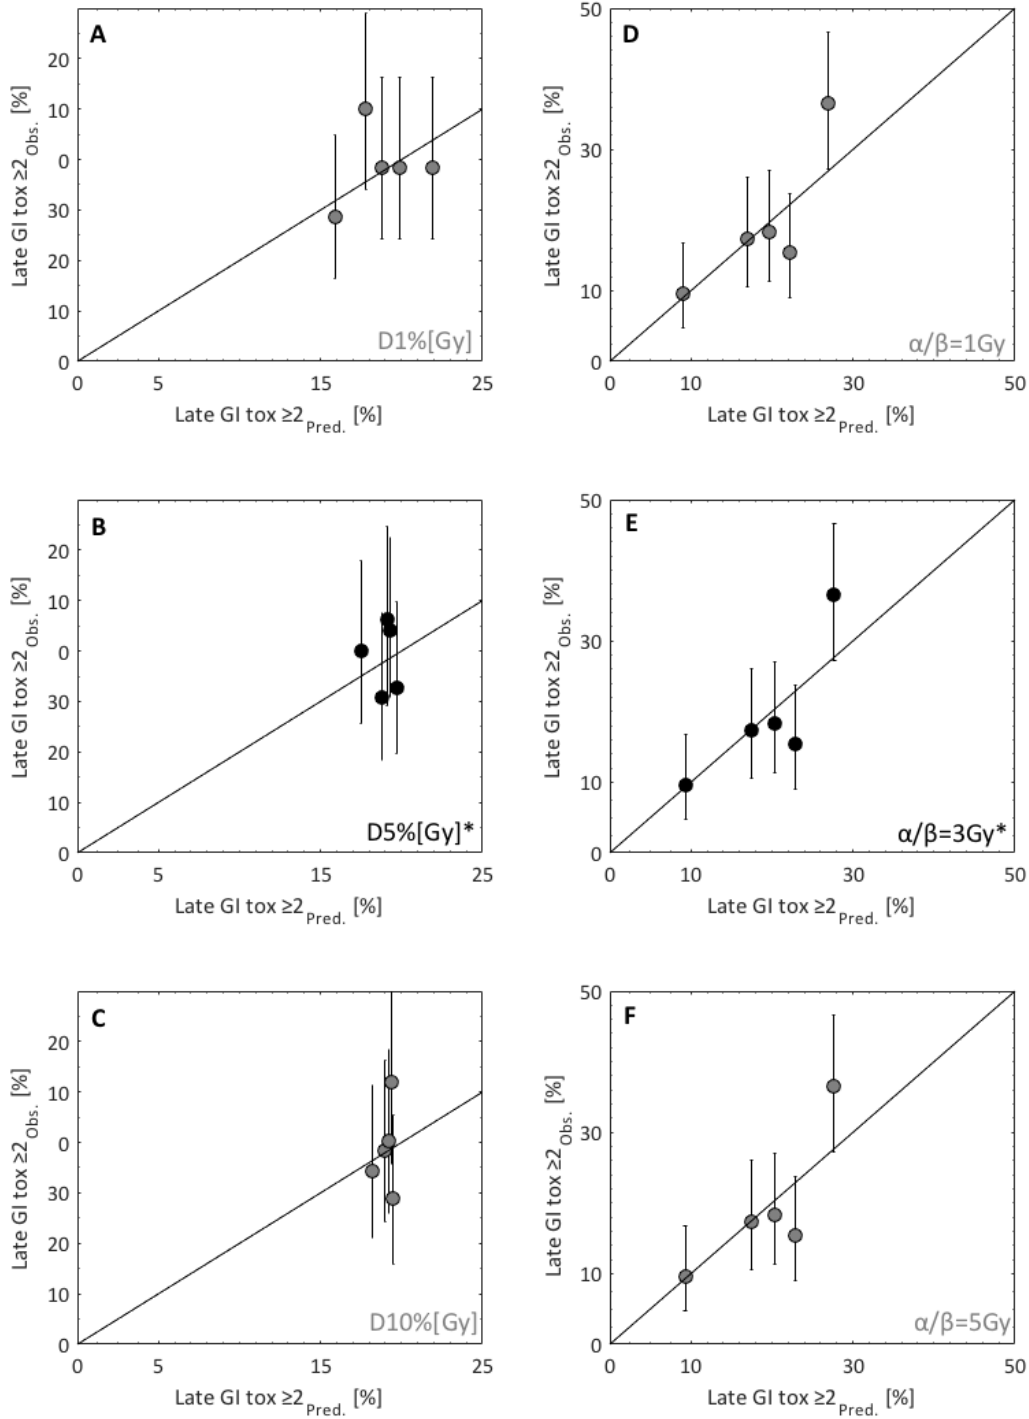 A
20
10
0
30
20
10
0
0 5 15 25
Late GI tox ≥2Obs. [%]
Late GI tox ≥2Pred. [%]
D1%[Gy]
D
50
30
10
0
0 10 30 50
Late GI tox ≥2Obs. [%]
Late GI tox ≥2Pred. [%]
α/β=1Gy
B
20
10
0
30
20
10
0
0 5 15 25
Late GI tox ≥2Obs. [%]
Late GI tox ≥2Pred. [%]
D5%[Gy]*
E
50
30
10
0
0 10 30 50
Late GI tox ≥2Obs. [%]
Late GI tox ≥2Pred. [%]
α/β=3Gy*
C
20
10
0
30
20
10
0
0 5 15 25
Late GI tox ≥2Obs. [%]
Late GI tox ≥2Pred. [%]
D10%[Gy]
F
50
30
10
0
0 10 30 50
Late GI tox ≥2Obs. [%]
Late GI tox ≥2Pred. [%]
α/β=5Gy